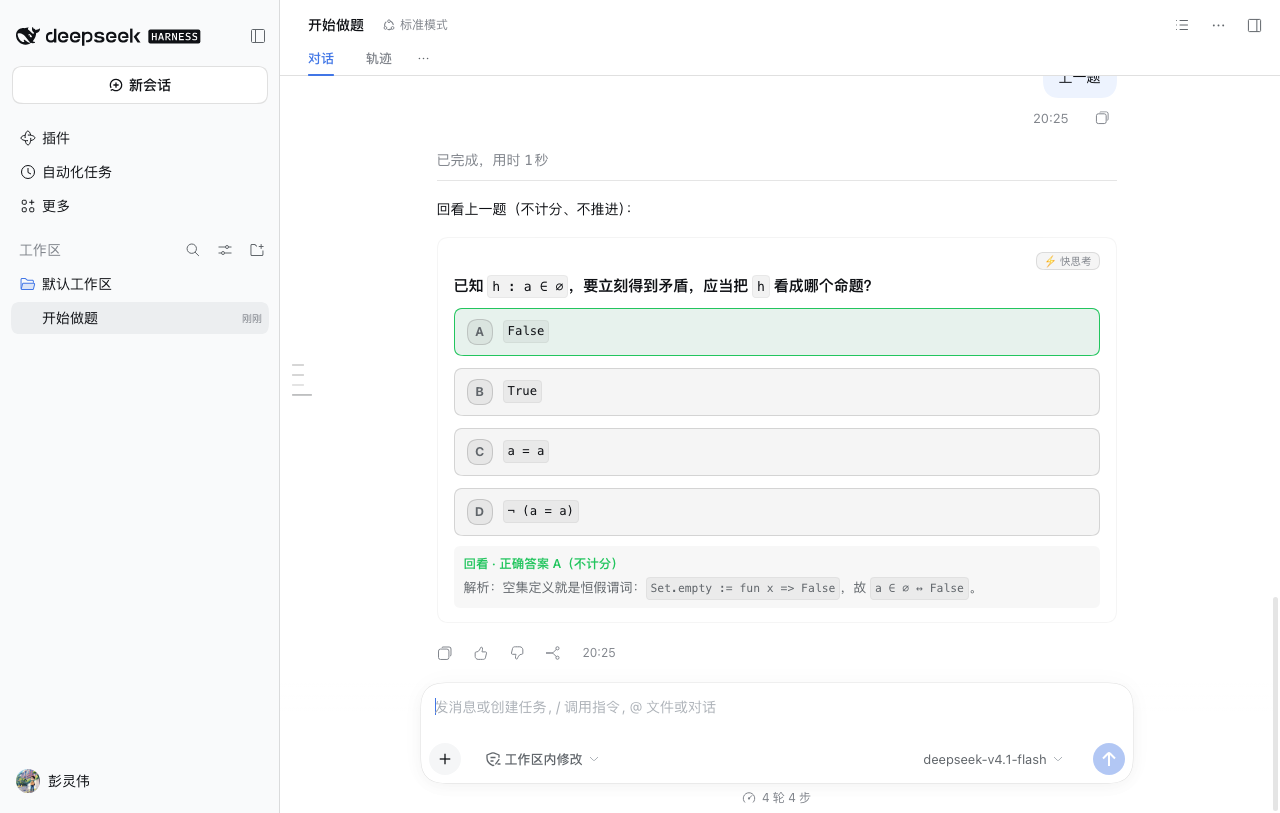 deepseek HARNESS
新会话
插件
自动化任务
更多
工作区
默认工作区
开始做题 刚刚
彭灵伟
开始做题 标准模式
对话 轨迹 ...
上一题
20:25
已完成，用时 1 秒
回看上一题（不计分、不推进）：
⚡ 快思考
已知 h : a ∈ ∅，要立刻得到矛盾，应当把 h 看成哪个命题？
A False
B True
C a = a
D ¬ (a = a)
回看 · 正确答案 A（不计分）
解析：空集定义就是恒假谓词：Set.empty := fun x => False，故 a ∈ ∅ ↔ False。
20:25
发消息或创建任务, / 调用指令, @ 文件或对话
工作区内修改 deepseek-v4.1-flash
4 轮 4 步